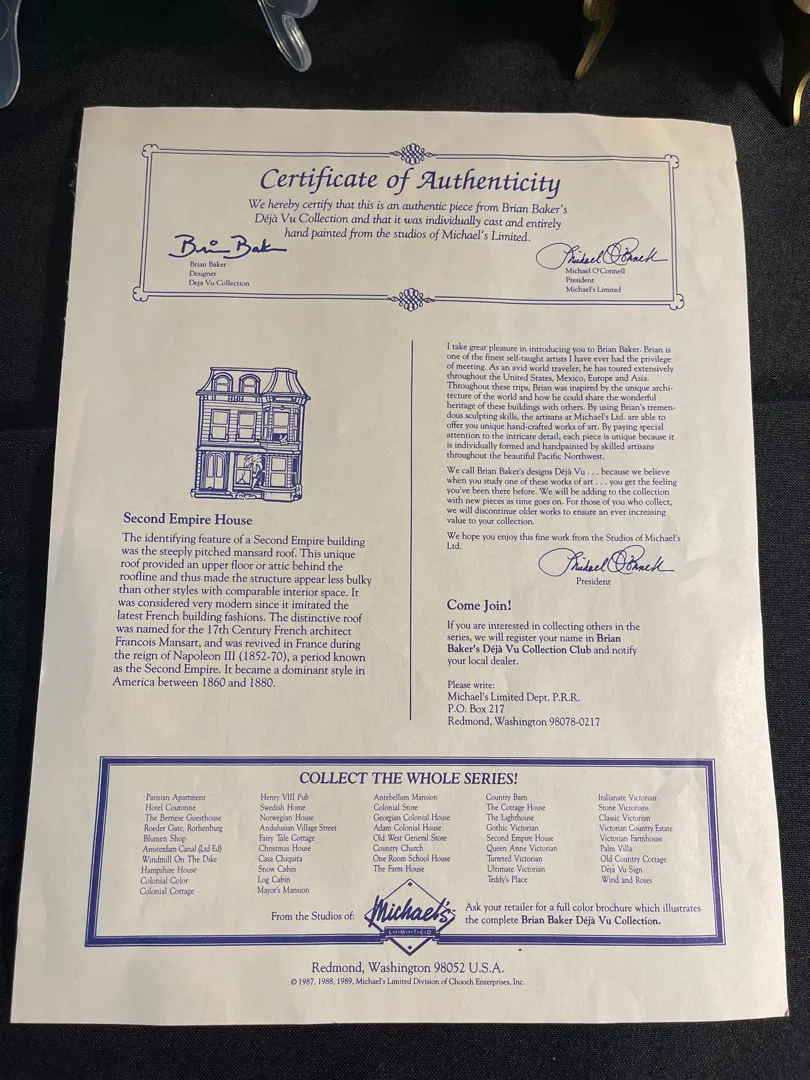 Certificate of Authenticity
We hereby certify that this is an authentic piece from Brian Baker's
Déjà Vu Collection and that it was individually cast and entirely
hand painted from the studios of Michael's Limited.
Brian Baker
Brian Baker
Designer
Deja Vu Collection
Michael O'Connell
Michael O'Connell
President
Michael's Limited
Second Empire House
The identifying feature of a Second Empire building
was the steeply pitched mansard roof. This unique
roof provided an upper floor or attic behind the
roofline and thus made the structure appear less bulky
than other styles with comparable interior space. It
was considered very modern since it imitated the
latest French building fashions. The distinctive roof
was named for the 17th Century French architect
Francois Mansart, and was revived in France during
the reign of Napoleon III (1852-70), a period known
as the Second Empire. It became a dominant style in
America between 1860 and 1880.
I take great pleasure in introducing you to Brian Baker. Brian is
one of the finest self-taught artists I have ever had the privilege
of meeting. As an avid world traveler, he has toured extensively
throughout the United States, Mexico, Europe and Asia.
Throughout these trips, Brian was inspired by the unique archi-
tecture of the world and how he could share the wonderful
heritage of these buildings with others. By using Brian's tremen-
dous sculpting skills, the artisans at Michael's Ltd. are able to
offer you unique hand-crafted works of art. By paying special
attention to the intricate detail, each piece is unique because it
is individually formed and handpainted by skilled artisans
throughout the beautiful Pacific Northwest.
We call Brian Baker's designs Déjà Vu . . . because we believe
when you study one of these works of art . . . you get the feeling
you've been there before. We will be adding to the collection
with new pieces as time goes on. For those of you who collect,
we will discontinue older works to ensure an ever increasing
value to your collection.
We hope you enjoy this fine work from the Studios of Michael's
Ltd.
Michael O'Connell
President
Come Join!
If you are interested in collecting others in the
series, we will register your name in Brian
Baker's Déjà Vu Collection Club and notify
your local dealer.
Please write:
Michael's Limited Dept. P.R.R.
P.O. Box 217
Redmond, Washington 98078-0217
COLLECT THE WHOLE SERIES!
Parisian Apartment
Hotel Couronne
The Bernese Guesthouse
Roeder Gate, Rothenburg
Blumen Shop
Amsterdam Canal (Ltd Ed)
Windmill On The Dike
Hampshire House
Colonial Color
Colonial Cottage
Henry VIII Pub
Swedish Home
Norwegian House
Andulusian Village Street
Fairy Tale Cottage
Christmas House
Casa Chiquita
Snow Cabin
Log Cabin
Mayor's Mansion
Antebellum Mansion
Colonial Store
Georgian Colonial House
Adam Colonial House
Old West General Store
Country Church
One Room School House
The Farm House
Country Barn
The Cottage House
The Lighthouse
Gothic Victorian
Second Empire House
Queen Anne Victorian
Turreted Victorian
Ultimate Victorian
Teddy's Place
Italianate Victorian
Stone Victorians
Classic Victorian
Victorian Country Estate
Victorian Farmhouse
Palm Villa
Old Country Cottage
Déjà Vu Sign
Wind and Roses
From the Studios of:
Michael's
LIMITED
Ask your retailer for a full color brochure which illustrates
the complete Brian Baker Déjà Vu Collection.
Redmond, Washington 98052 U.S.A.
© 1987, 1988, 1989, Michael's Limited Division of Chooch Enterprises, Inc.